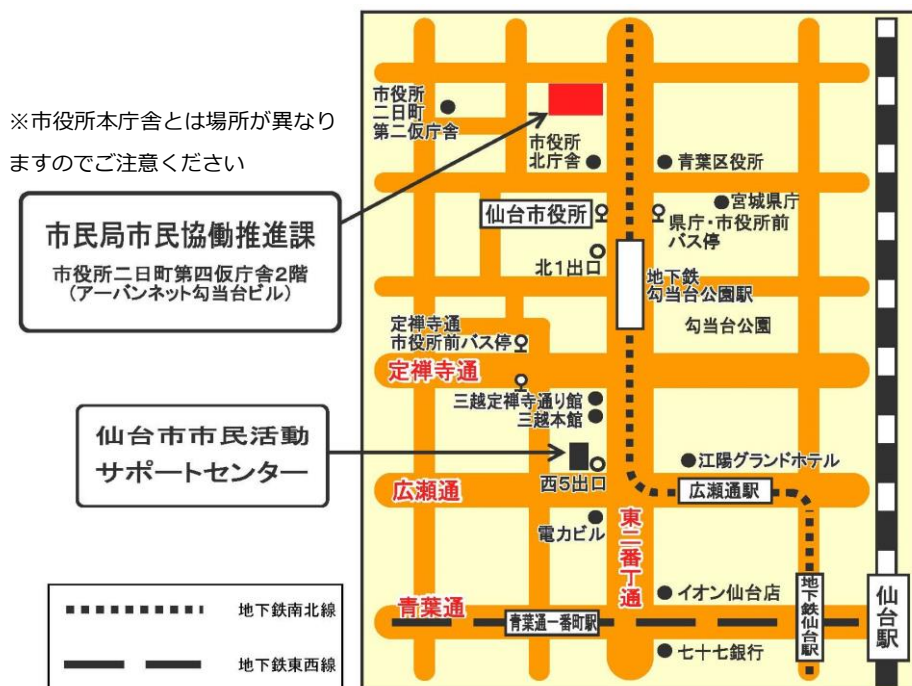 ※市役所本庁舎とは場所が異なり
ますのでご注意ください
市民局市民協働推進課
市役所二日町第四仮庁舎2階
(アーバンネット勾当台ビル)
仙台市市民活動
サポートセンター
地下鉄南北線
地下鉄東西線
市役所
二日町
第二仮庁舎
市役所
北庁舎
青葉区役所
宮城県庁
仙台市役所
県庁・市役所前
バス停
北1出口
地下鉄
勾当台公園駅
勾当台公園
定禅寺通
市役所前バス停
定禅寺通
三越定禅寺通り館
三越本館
江陽グランドホテル
西5出口
広瀬通
広瀬通駅
電力ビル
東二番丁通
イオン仙台店
青葉通
青葉通一番町駅
地下鉄仙台駅
仙台駅
七十七銀行